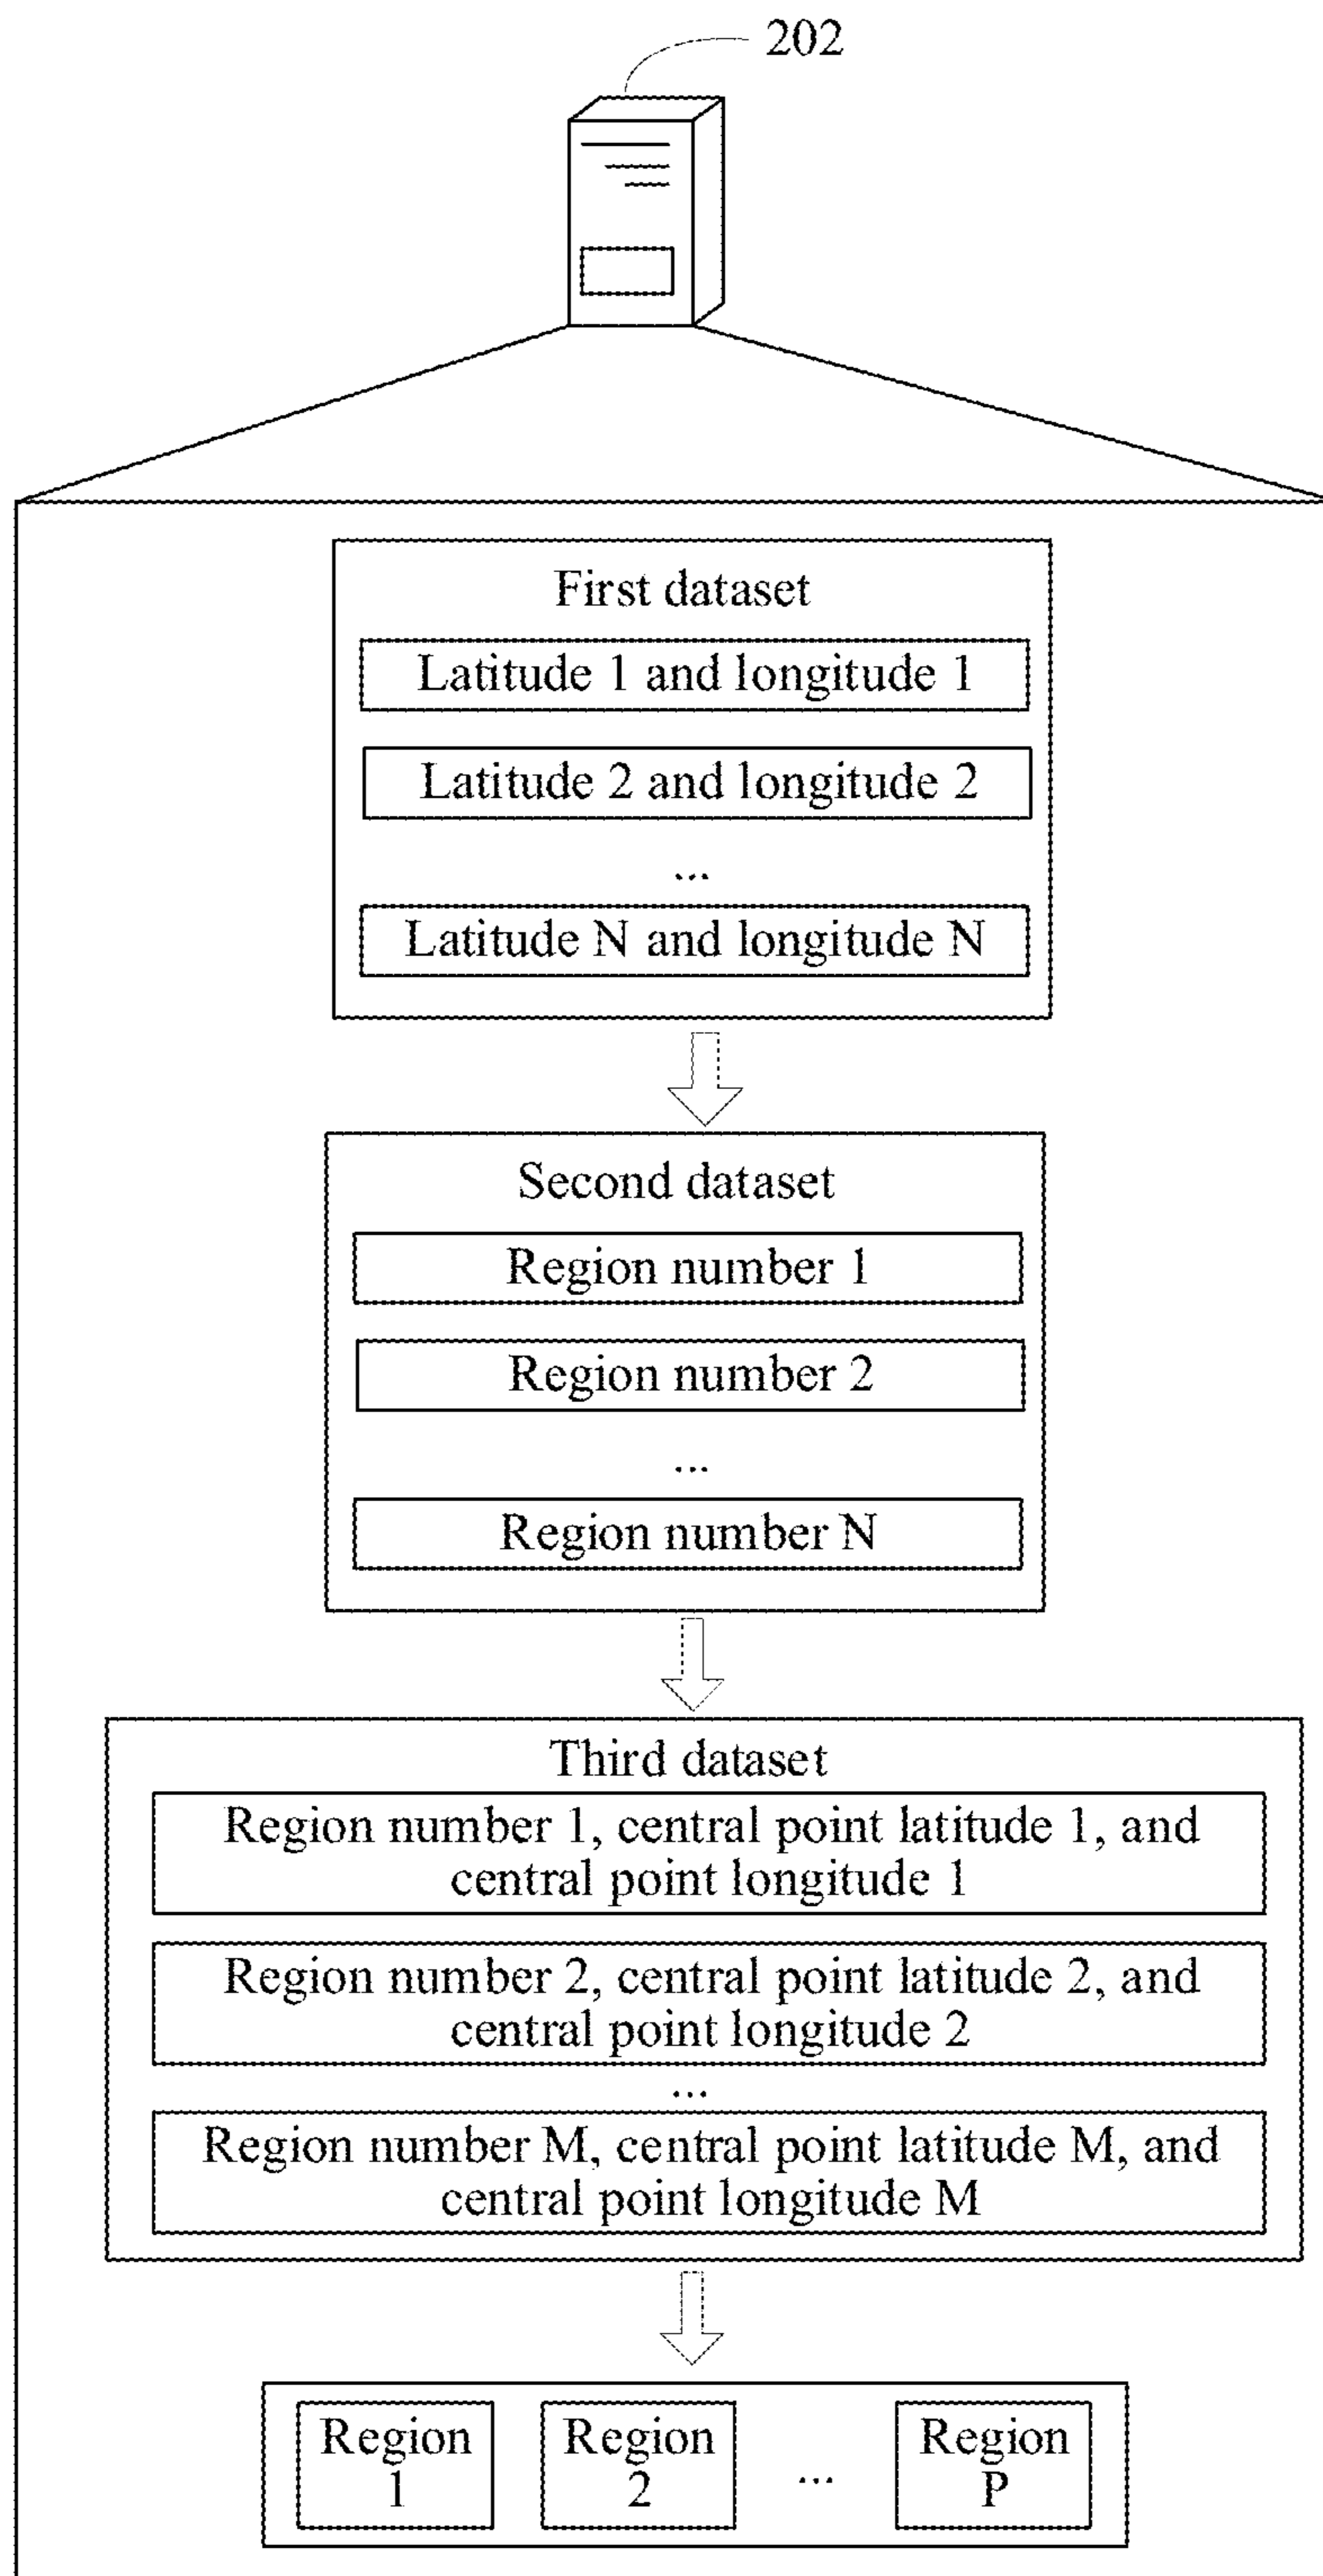 202
First dataset
Latitude 1 and longitude 1
Latitude 2 and longitude 2
...
Latitude N and longitude N
Second dataset
Region number 1
Region number 2
...
Region number N
Third dataset
Region number 1, central point latitude 1, and
central point longitude 1
Region number 2, central point latitude 2, and
central point longitude 2
...
Region number M, central point latitude M, and
central point longitude M
Region
1
Region
2
...
Region
P